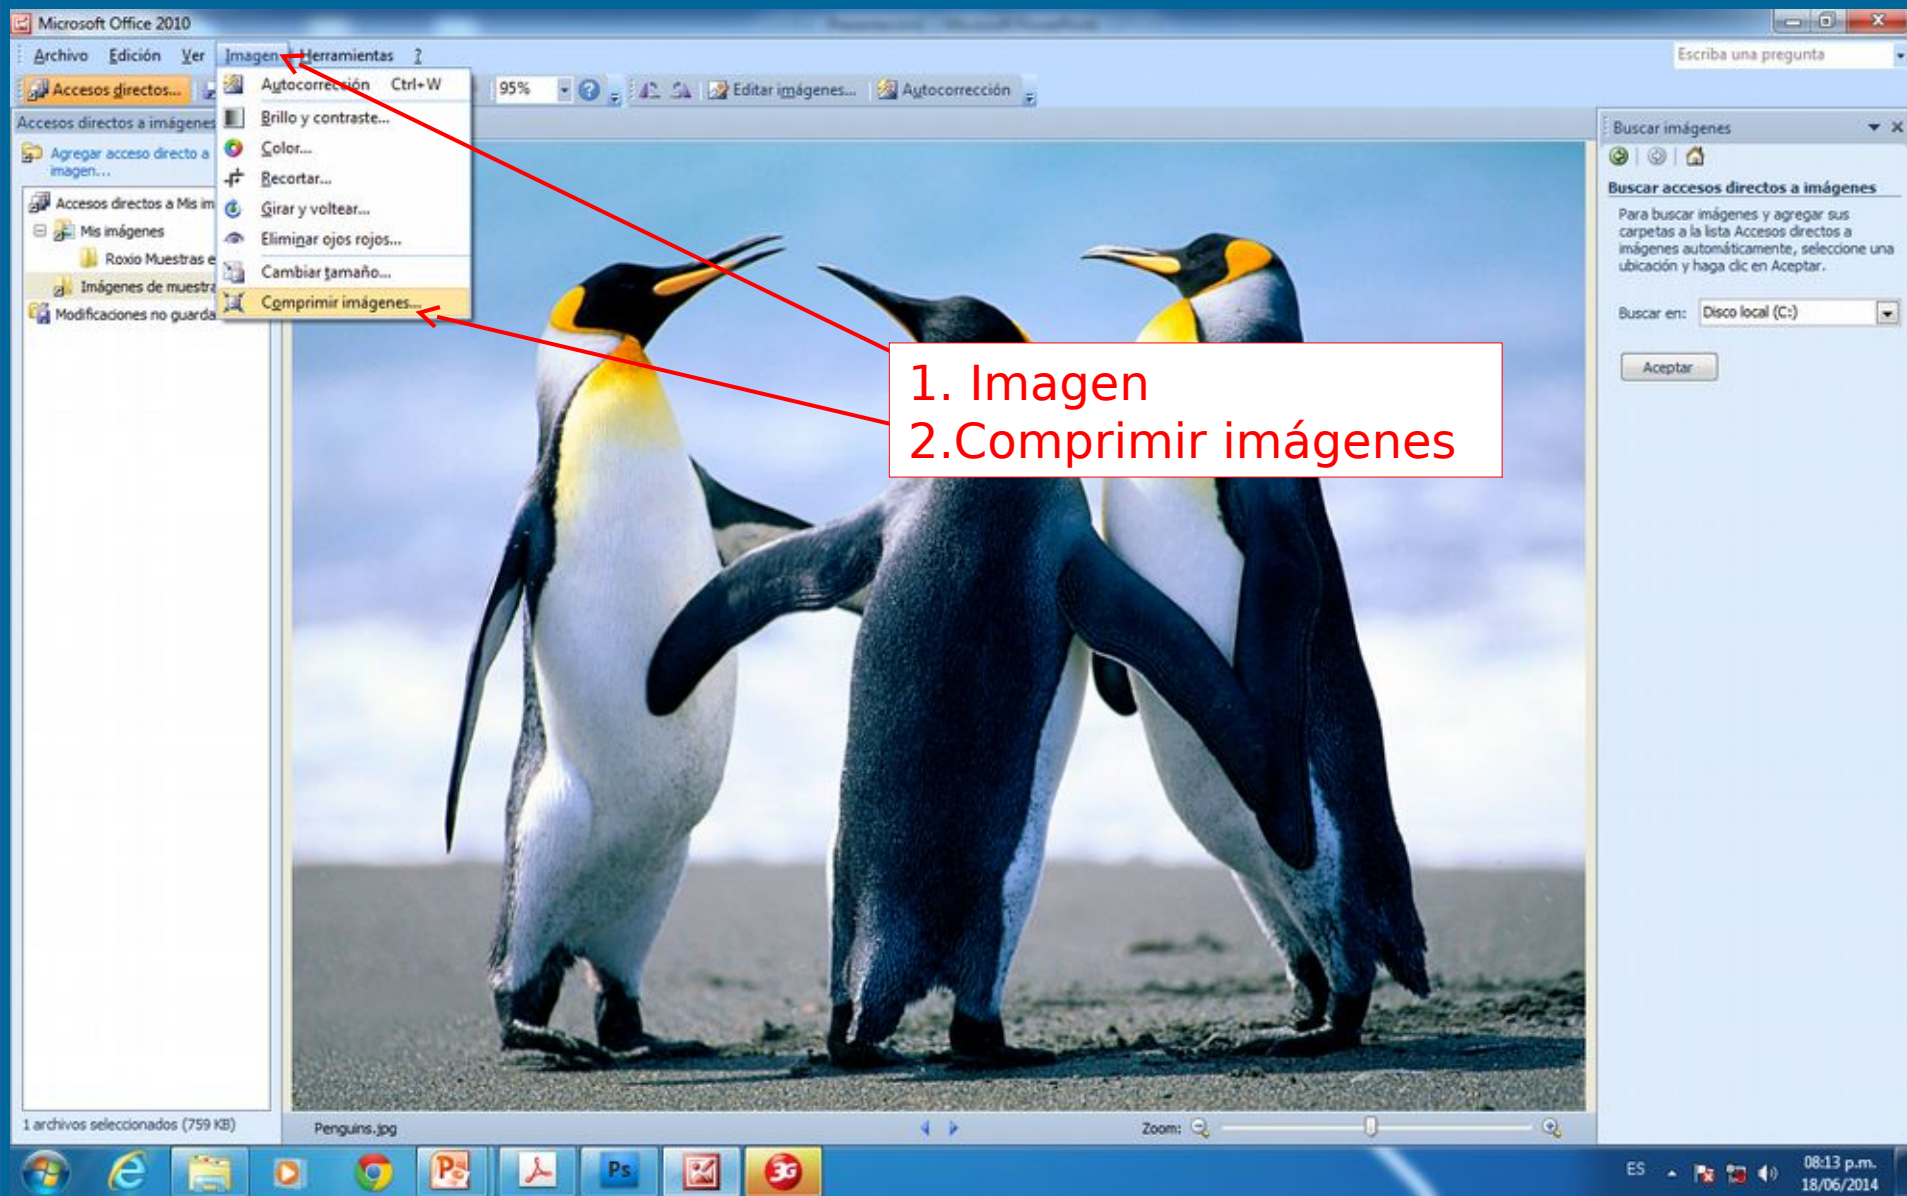 Microsoft Office 2010
Archivo Edición Ver Imagen Herramientas ?
Escriba una pregunta
Accesos directos...
95%
Editar imágenes...
Autocorrección
Autocorrección Ctrl+W
Brillo y contraste...
Color...
Recortar...
Girar y voltear...
Eliminar ojos rojos...
Cambiar tamaño...
Comprimir imágenes...
Accesos directos a imágenes
Agregar acceso directo a
imagen...
Accesos directos a Mis im
Mis imágenes
Roxio Muestras e
Imágenes de muestra
Modificaciones no guarda
1. Imagen
2.Comprimir imágenes
Buscar imágenes
Buscar accesos directos a imágenes
Para buscar imágenes y agregar sus
carpetas a la lista Accesos directos a
imágenes automáticamente, seleccione una
ubicación y haga clic en Aceptar.
Buscar en: Disco local (C:)
Aceptar
1 archivos seleccionados (759 KB)
Penguins.jpg
Zoom:
Ps
3G
ES
08:13 p.m.
18/06/2014